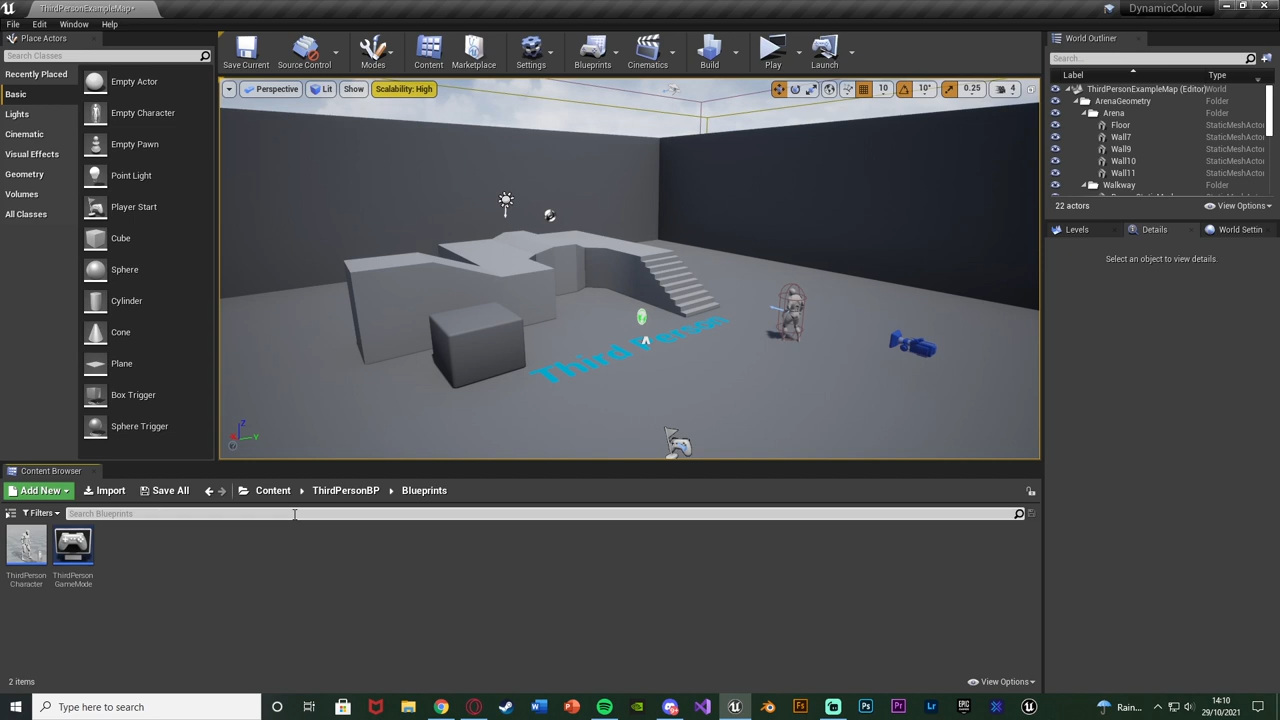 ThirdPersonExampleMap*
DynamicColour
File Edit Window Help
Place Actors
Search Classes
Recently Placed
Basic
Lights
Cinematic
Visual Effects
Geometry
Volumes
All Classes
Empty Actor
Empty Character
Empty Pawn
Point Light
Player Start
Cube
Sphere
Cylinder
Cone
Plane
Box Trigger
Sphere Trigger
Save Current
Source Control
Modes
Content
Marketplace
Settings
Blueprints
Cinematics
Build
Play
Launch
Perspective
Lit
Show
Scalability: High
10
10°
0.25
4
Third Person
World Outliner
Search...
Label
Type
ThirdPersonExampleMap (Editor) World
ArenaGeometry Folder
Arena Folder
Floor StaticMeshActor
Wall7 StaticMeshActor
Wall9 StaticMeshActor
Wall10 StaticMeshActor
Wall11 StaticMeshActor
Walkway Folder
22 actors
View Options
Levels
Details
World Settin
Select an object to view details.
Content Browser
Add New
Import
Save All
Content
ThirdPersonBP
Blueprints
Filters
Search Blueprints
ThirdPerson
Character
ThirdPerson
GameMode
2 items
View Options
Type here to search
Rain...
14:10
29/10/2021